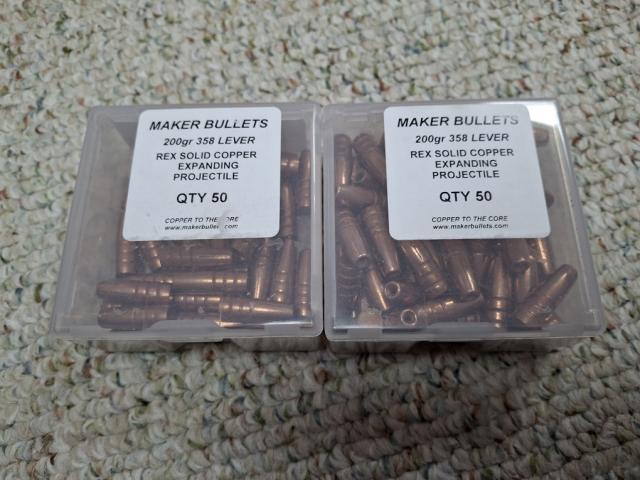 MAKER BULLETS
200gr 358 LEVER
REX SOLID COPPER
EXPANDING
PROJECTILE
QTY 50
COPPER TO THE CORE
www.makerbullets.com
MAKER BULLETS
200gr 358 LEVER
REX SOLID COPPER
EXPANDING
PROJECTILE
QTY 50
COPPER TO THE CORE
www.makerbullets.com